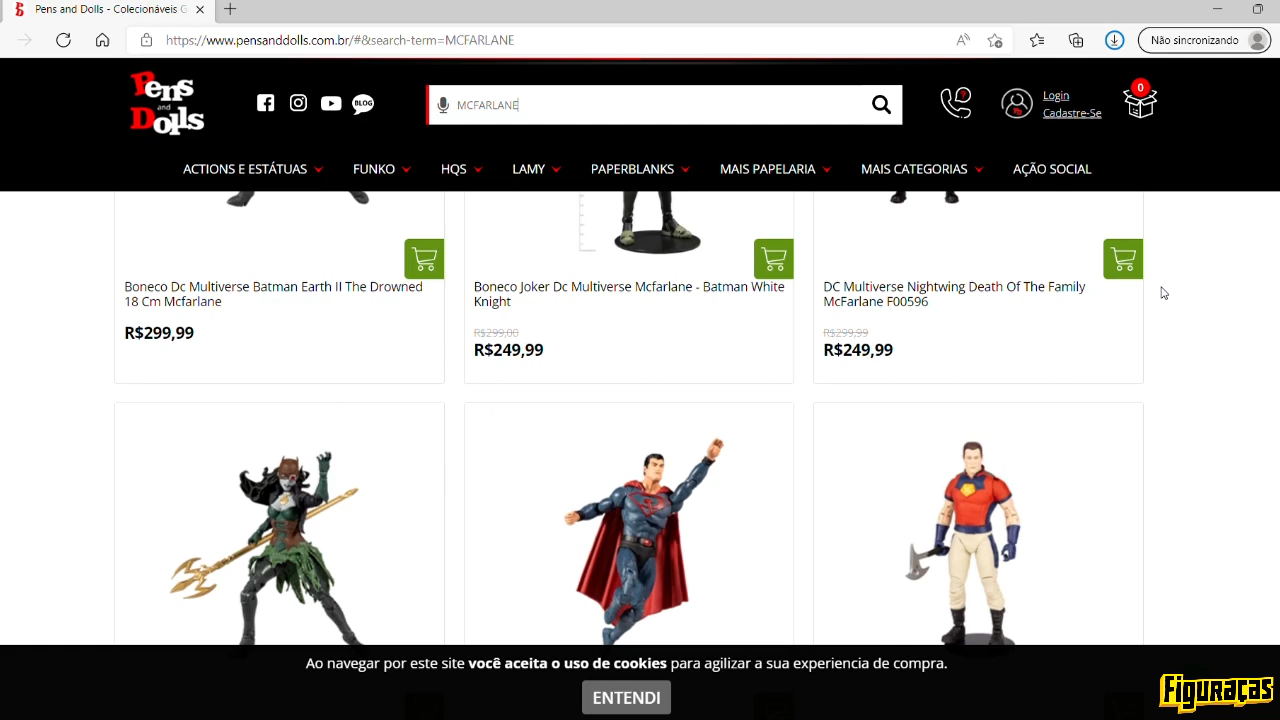 Pens and Dolls - Colecionáveis G
https://www.pensanddolls.com.br/#&search-term=MCFARLANE
Não sincronizando
Pens
and
Dolls
BLOG
MCFARLANE
Login
Cadastre-Se
0
ACTIONS E ESTÁTUAS
FUNKO
HQS
LAMY
PAPERBLANKS
MAIS PAPELARIA
MAIS CATEGORIAS
AÇÃO SOCIAL
Boneco Dc Multiverse Batman Earth II The Drowned
18 Cm Mcfarlane
R$299,99
Boneco Joker Dc Multiverse Mcfarlane - Batman White
Knight
R$299,00
R$249,99
DC Multiverse Nightwing Death Of The Family
McFarlane F00596
R$299,99
R$249,99
Ao navegar por este site você aceita o uso de cookies para agilizar a sua experiencia de compra.
ENTENDI
Figuraças